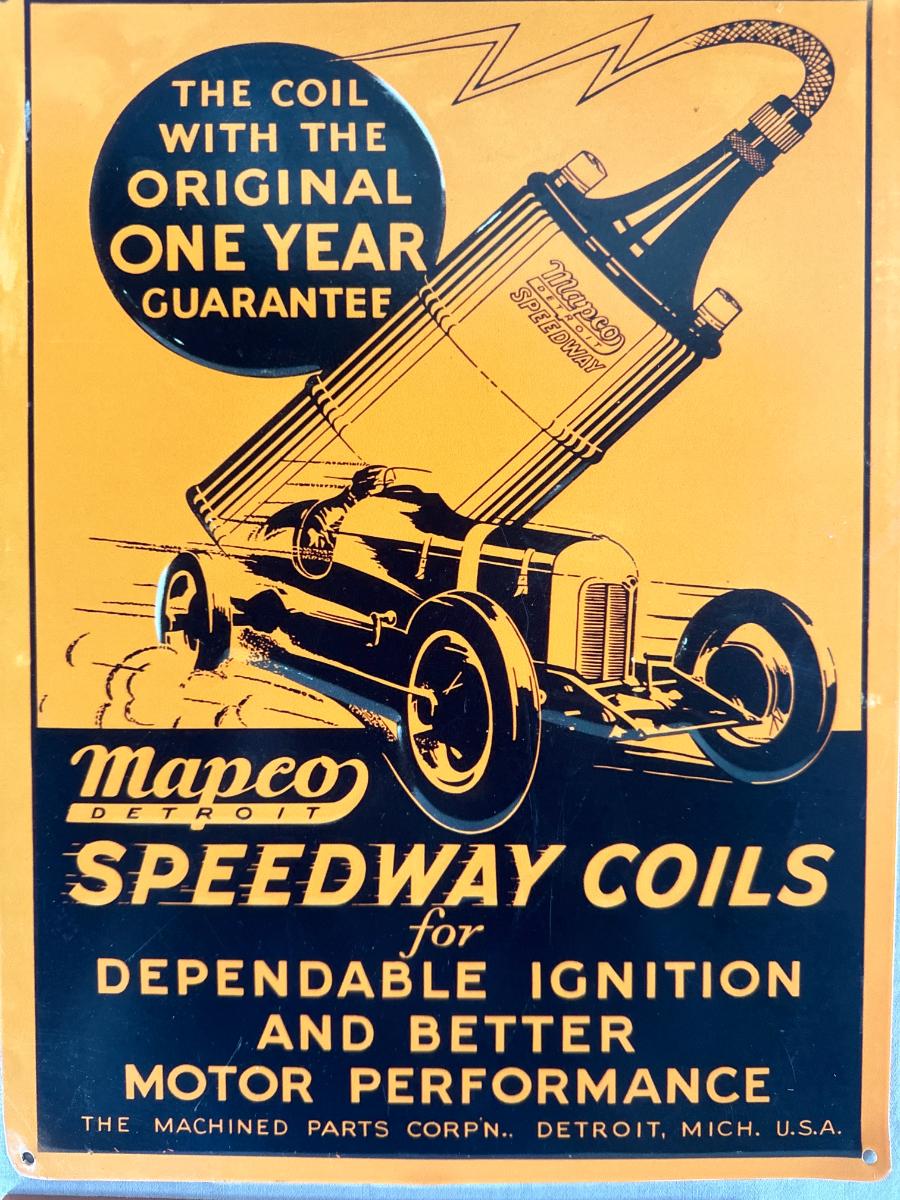 THE COIL
WITH THE
ORIGINAL
ONE YEAR
GUARANTEE
Mapco
DETROIT
SPEEDWAY
Mapco
DETROIT
SPEEDWAY COILS
for
DEPENDABLE IGNITION
AND BETTER
MOTOR PERFORMANCE
THE MACHINED PARTS CORP'N.. DETROIT, MICH. U.S.A.